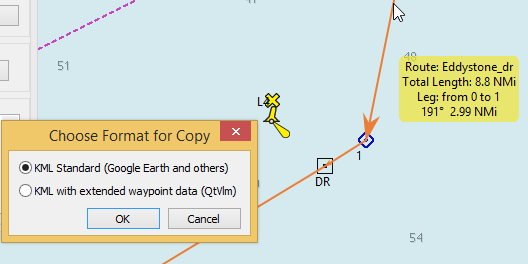 47
48
51
Route: Eddystone_dr
Total Length: 8.8 NMi
Leg: from 0 to 1
191° 2.99 NMi
Choose Format for Copy
KML Standard (Google Earth and others)
KML with extended waypoint data (QtVlm)
OK
Cancel
1
DR
54